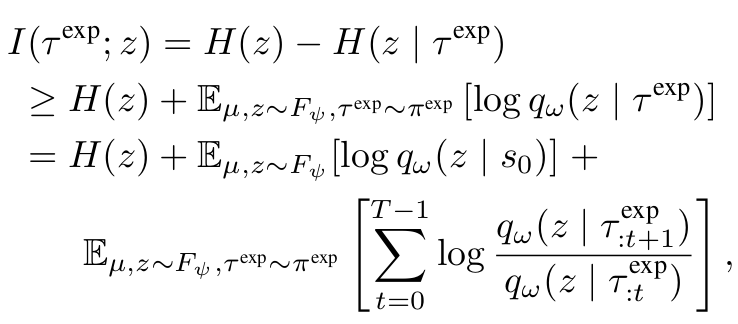 I(τ^exp; z) = H(z) − H(z | τ^exp)
≥ H(z) + 𝔼_{μ,z∼F_ψ,τ^exp∼π^exp} [log q_ω(z | τ^exp)]
= H(z) + 𝔼_{μ,z∼F_ψ}[log q_ω(z | s_0)] +
𝔼_{μ,z∼F_ψ,τ^exp∼π^exp} [∑_{t=0}^{T−1} log \frac{q_ω(z | τ^exp_{:t+1})}{q_ω(z | τ^exp_{:t})}],